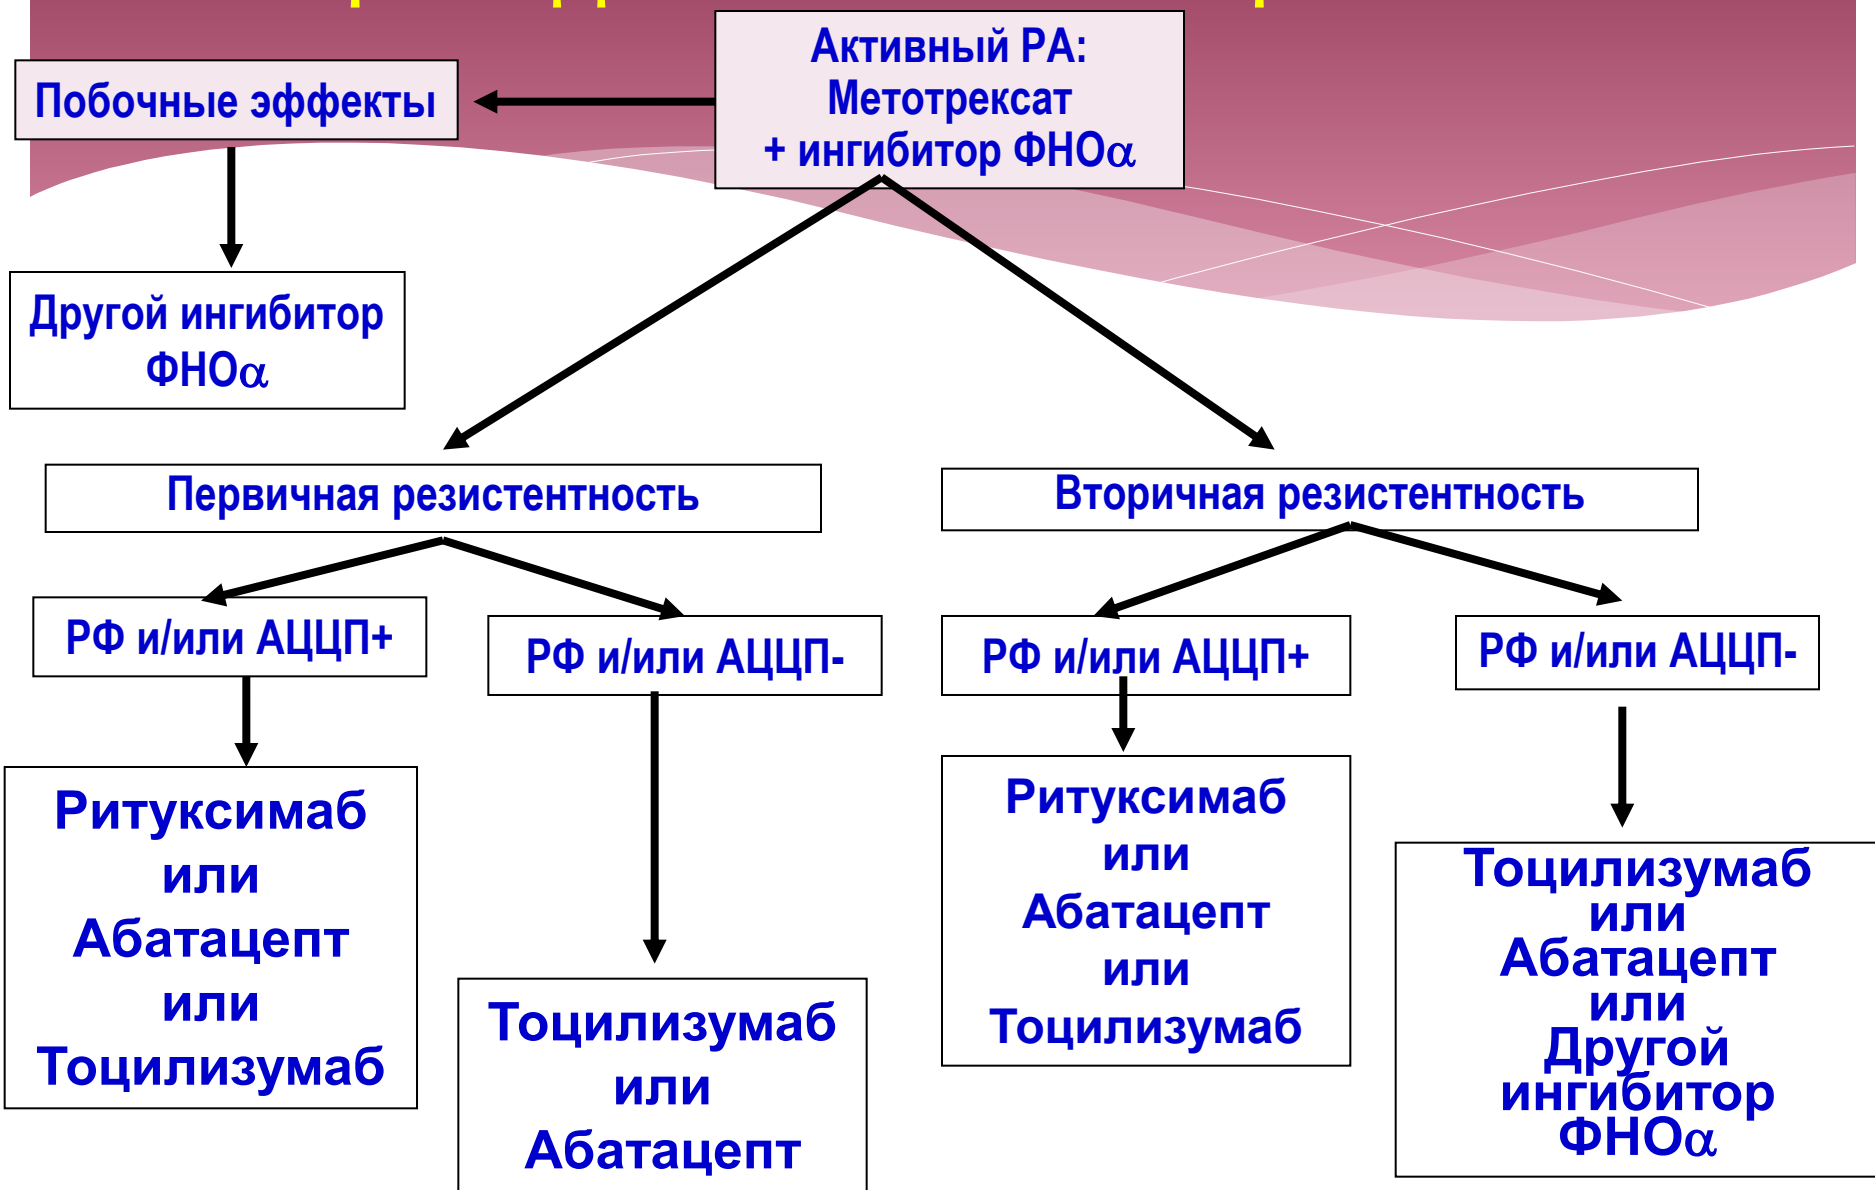 Активный РА:
Метотрексат
+ ингибитор ФНОα
Побочные эффекты
Другой ингибитор
ФНОα
Первичная резистентность
Вторичная резистентность
РФ и/или АЦЦП+
РФ и/или АЦЦП-
РФ и/или АЦЦП+
РФ и/или АЦЦП-
Ритуксимаб
или
Абатацепт
или
Тоцилизумаб
Тоцилизумаб
или
Абатацепт
Ритуксимаб
или
Абатацепт
или
Тоцилизумаб
Тоцилизумаб
или
Абатацепт
или
Другой
ингибитор
ФНОα